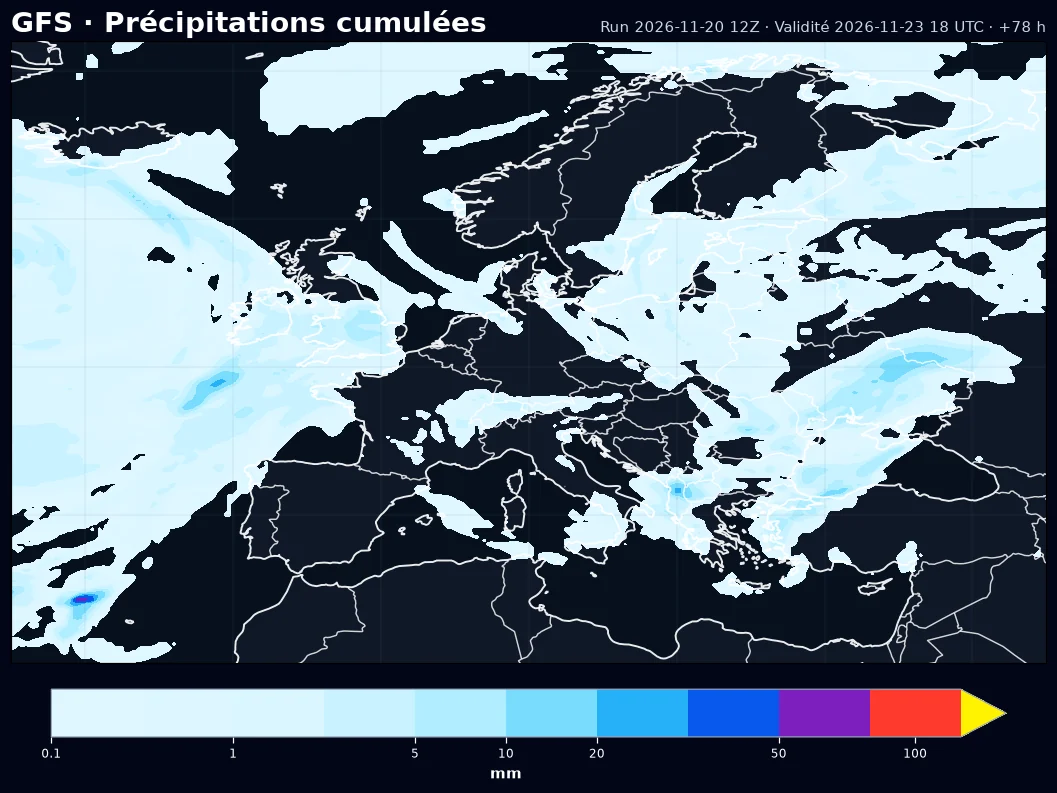 GFS · Précipitations cumulées
Run 2026-11-20 12Z · Validité 2026-11-23 18 UTC · +78 h
0.1 1 5 10 20 50 100
mm